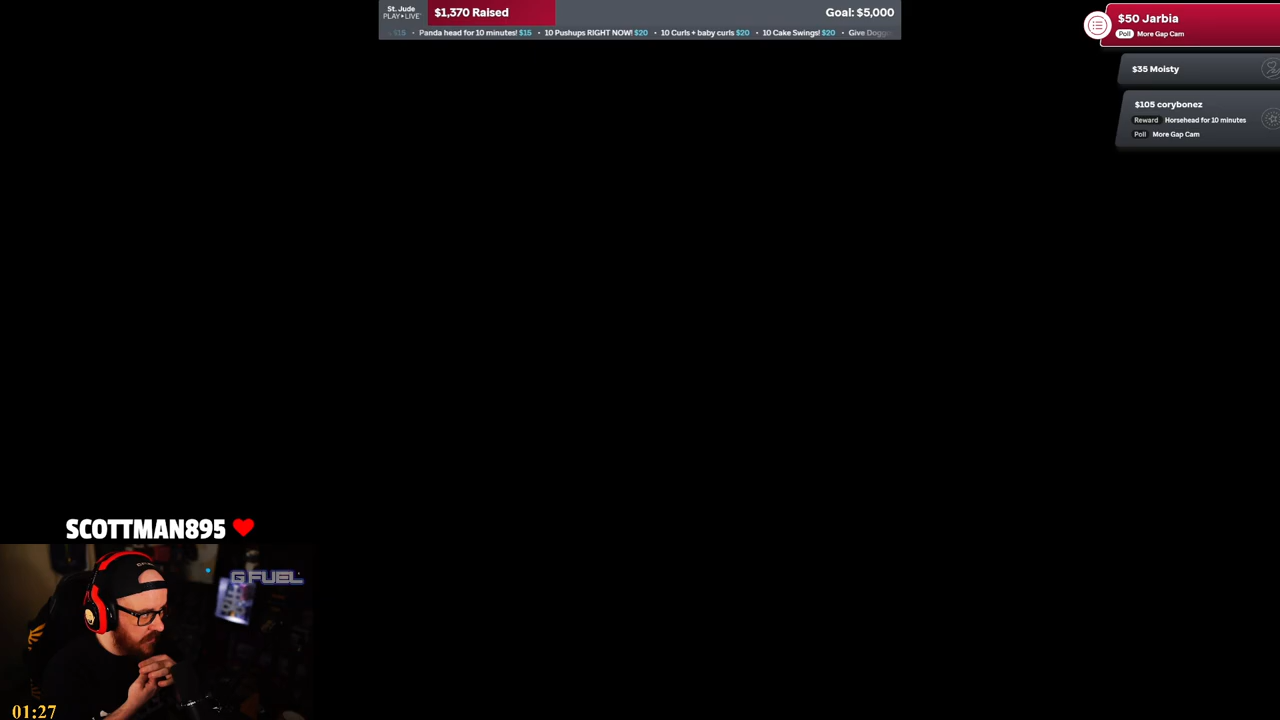 St. Jude
PLAY LIVE
$1,370 Raised
Goal: $5,000
$15 • Panda head for 10 minutes! $15 • 10 Pushups RIGHT NOW! $20 • 10 Curls + baby curls $20 • 10 Cake Swings! $20 • Give
$50 Jarbia
Poll More Gap Cam
$35 Moisty
$105 corybonez
Reward Horsehead for 10 minutes
Poll More Gap Cam
SCOTTMAN895
G FUEL
01:27